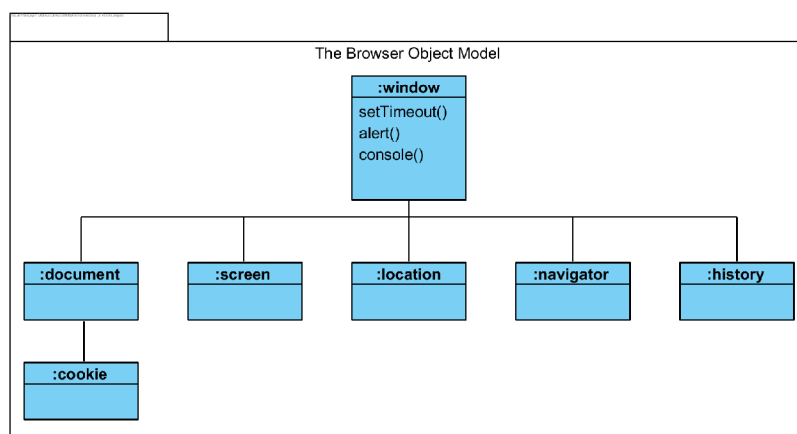 The Browser Object Model
:window
setTimeout()
alert()
console()
:document
:screen
:location
:navigator
:history
:cookie